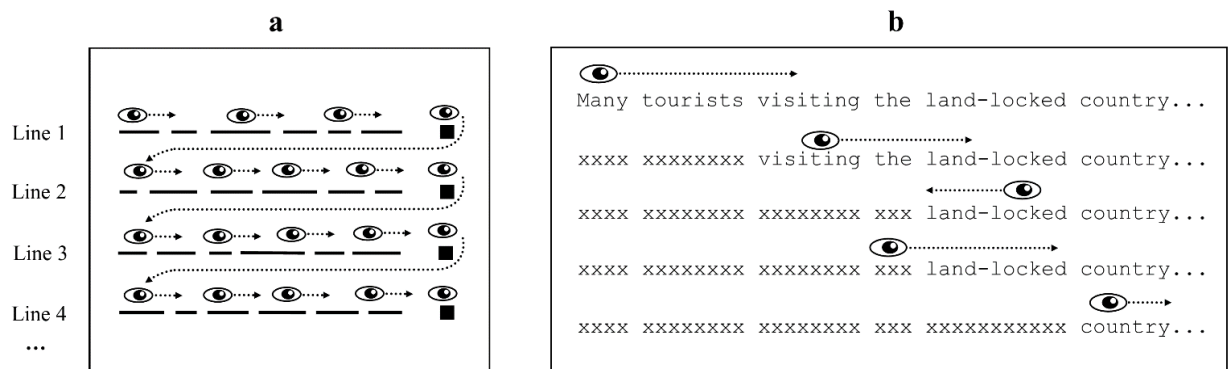 a
Line 1
Line 2
Line 3
Line 4
...
b
Many tourists visiting the land-locked country...
xxxx xxxxxxxx visiting the land-locked country...
xxxx xxxxxxxx xxxxxxxx xxx land-locked country...
xxxx xxxxxxxx xxxxxxxx xxx land-locked country...
xxxx xxxxxxxx xxxxxxxx xxx xxxxxxxxxxx country...